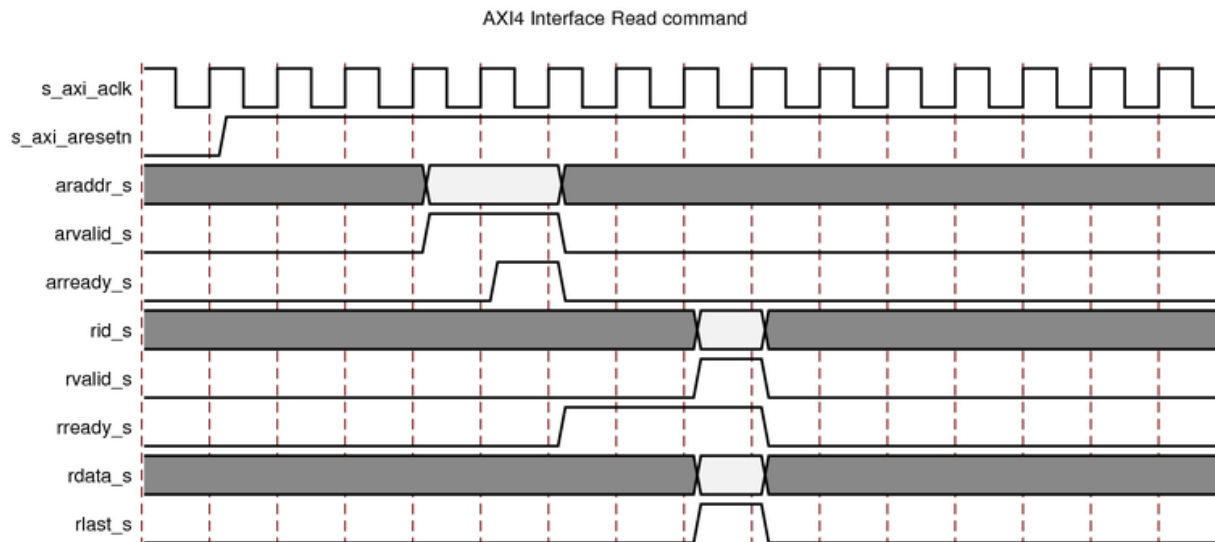 AXI4 Interface Read command
s_axi_aclk
s_axi_aresetn
araddr_s
arvalid_s
arready_s
rid_s
rvalid_s
rready_s
rdata_s
rlast_s